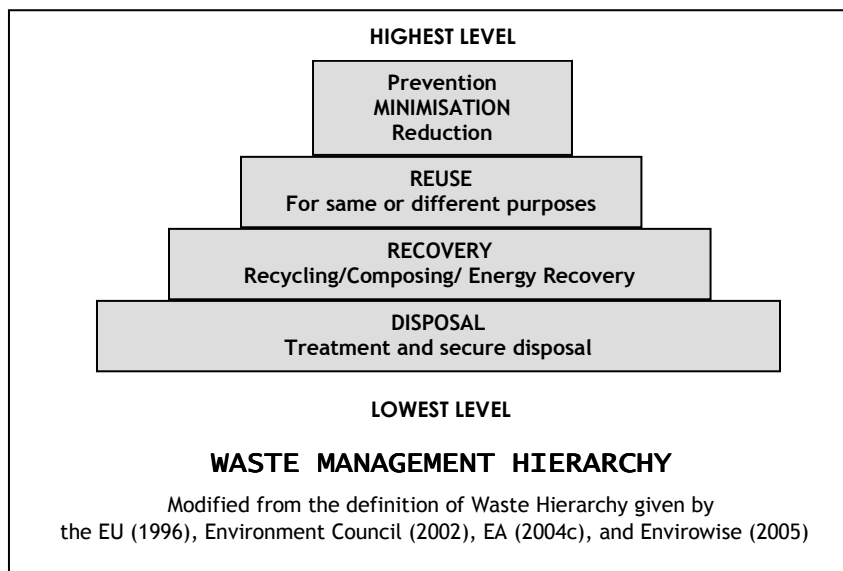 HIGHEST LEVEL
Prevention
MINIMISATION
Reduction
REUSE
For same or different purposes
RECOVERY
Recycling/Composing/ Energy Recovery
DISPOSAL
Treatment and secure disposal
LOWEST LEVEL
WASTE MANAGEMENT HIERARCHY
Modified from the definition of Waste Hierarchy given by
the EU (1996), Environment Council (2002), EA (2004c), and Envirowise (2005)